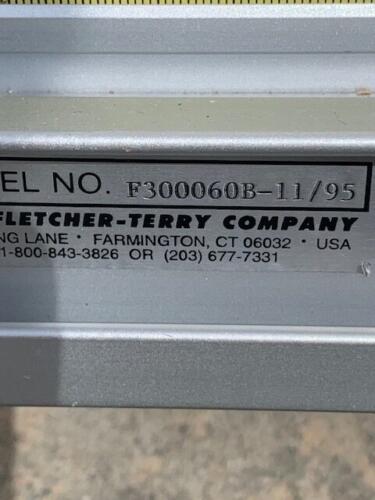 EL NO. F300060B-11/95
FLETCHER-TERRY COMPANY
NG LANE • FARMINGTON, CT 06032 • USA
1-800-843-3826 OR (203) 677-7331